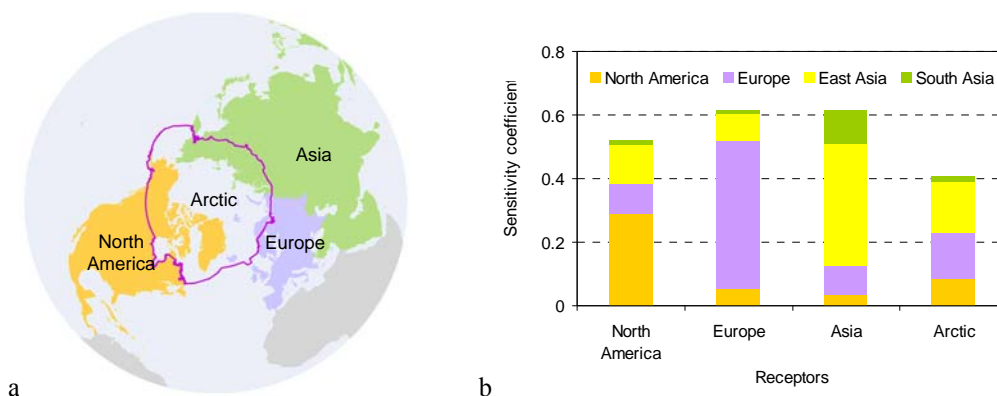 Asia
Arctic
North
America
Europe
a
0.8
0.6
0.4
0.2
0
Sensitivity coefficient
North America
Europe
East Asia
South Asia
North
America
Europe
Asia
Arctic
Receptors
b